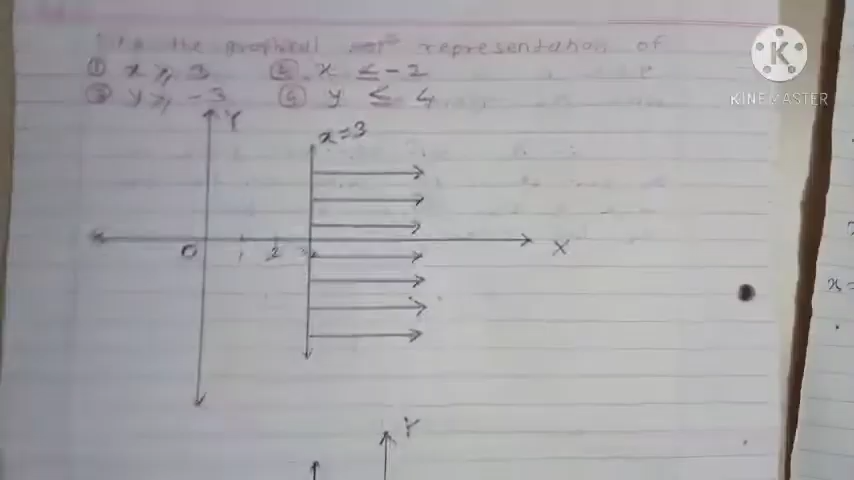 the graphical representation of
① x ≥ 3 ② x ≤ -2
③ y ≥ -3 ④ y ≤ 4
K
KINEMASTER
Y
x=3
O 1 2 3 X
x=
Y